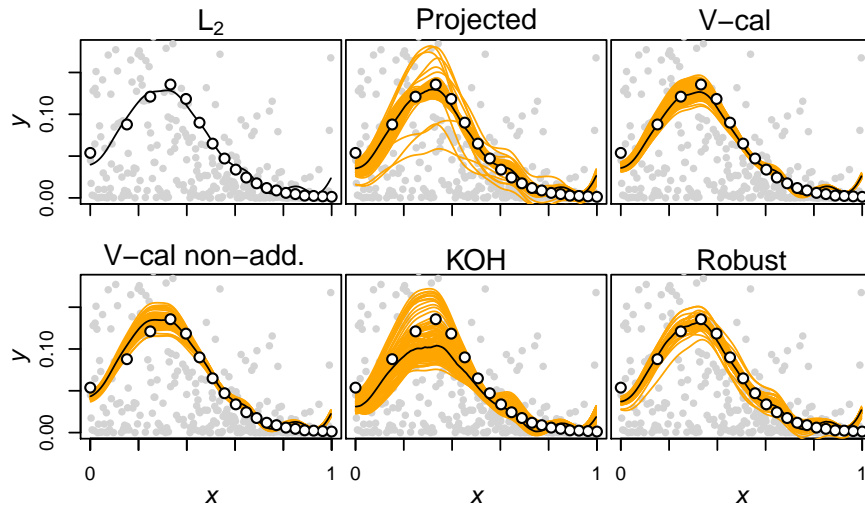 L₂ Projected V−cal
y
0.10
0.00
V−cal non−add. KOH Robust
y
0.10
0.00
0 1 0 1 0 1
x x x